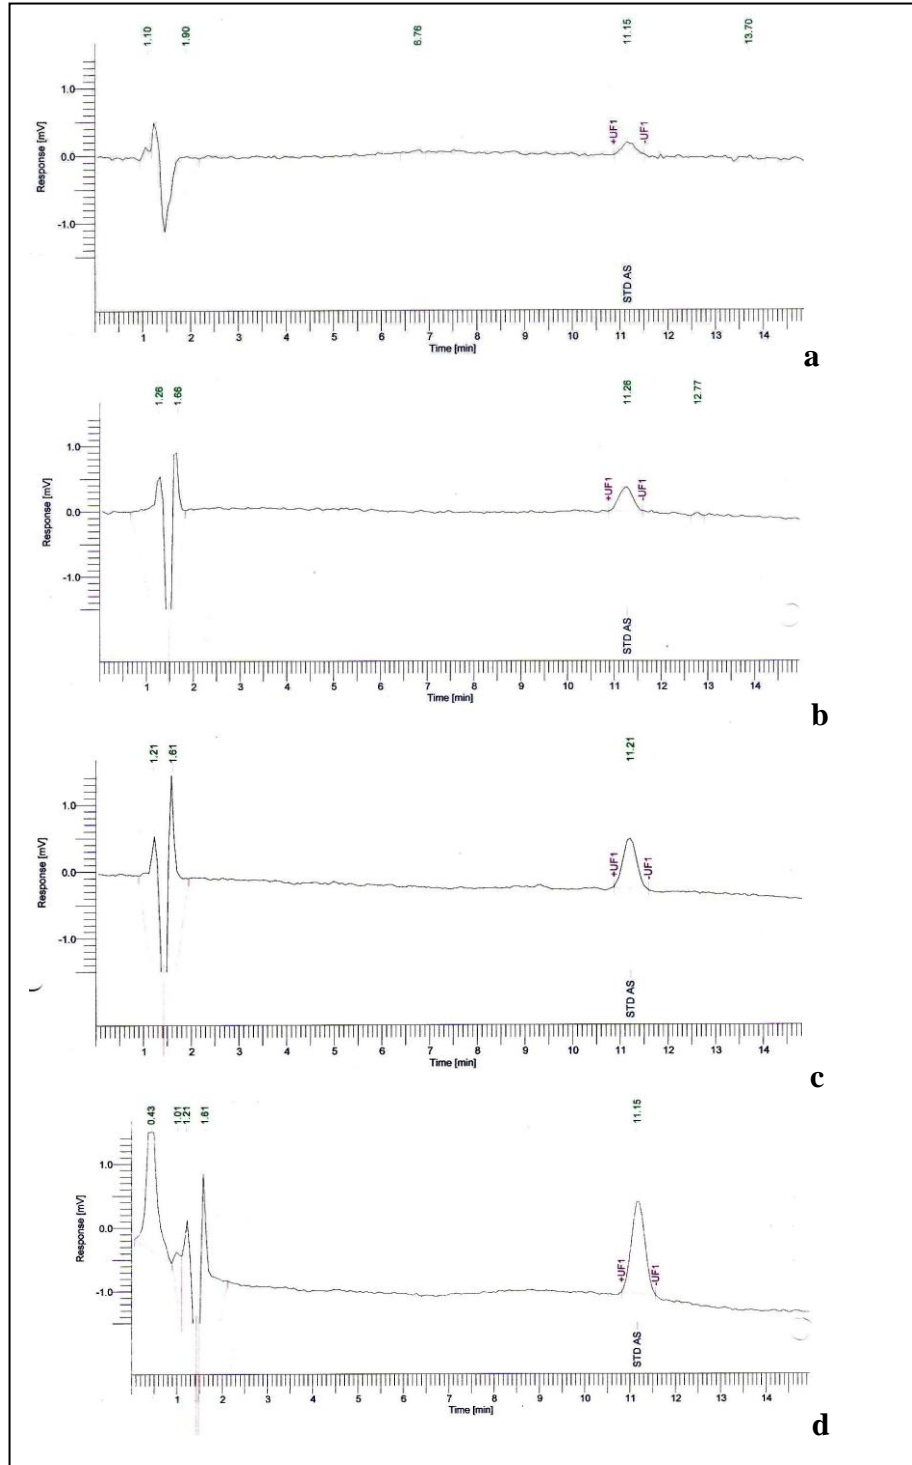 1.10 1.90 6.76 11.15 13.70
Response [mV]
1.0
0.0
-1.0
+UF1 -UF1
STD AS
1 2 3 4 5 6 7 8 9 10 11 12 13 14
Time [min]
a
1.26 1.66 11.26 12.77
Response [mV]
1.0
0.0
-1.0
+UF1 -UF1
STD AS
1 2 3 4 5 6 7 8 9 10 11 12 13 14
Time [min]
b
1.21 1.61 11.21
Response [mV]
1.0
0.0
-1.0
+UF1 -UF1
STD AS
1 2 3 4 5 6 7 8 9 10 11 12 13 14
Time [min]
c
0.43 1.01 1.21 1.61 11.15
Response [mV]
1.0
0.0
-1.0
+UF1 -UF1
STD AS
1 2 3 4 5 6 7 8 9 10 11 12 13 14
Time [min]
d